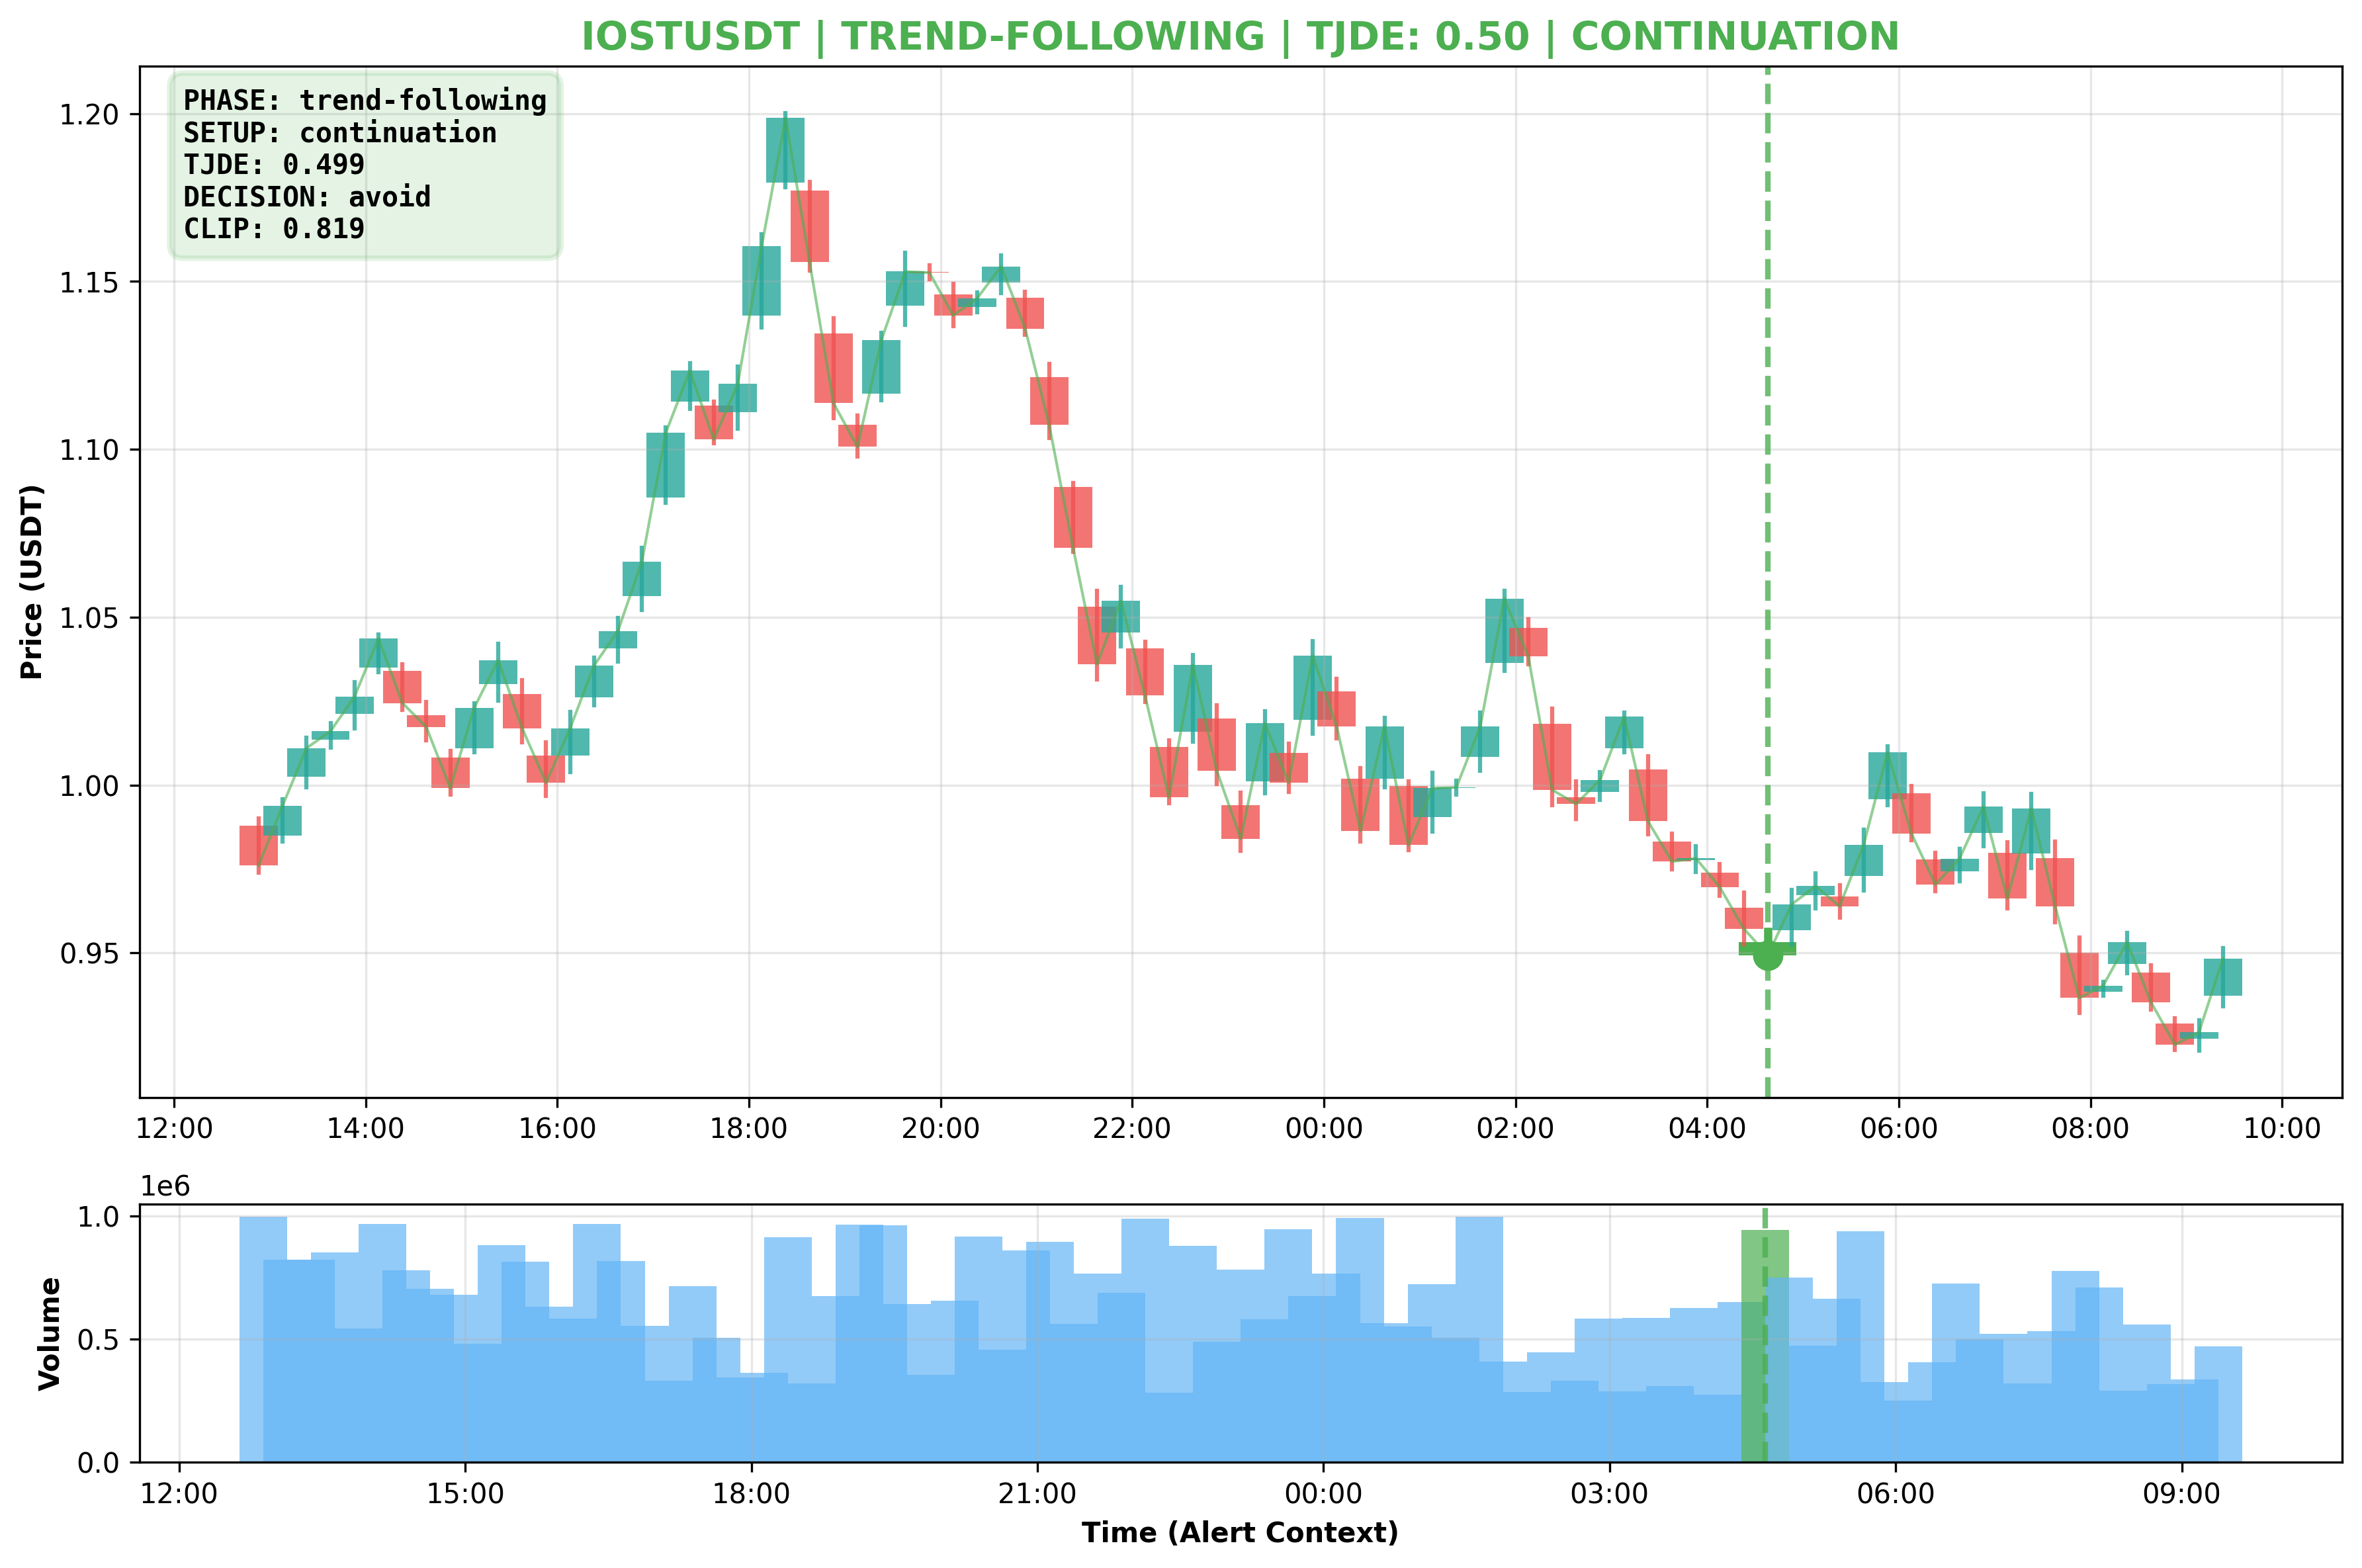 IOSTUSDT | TREND-FOLLOWING | TJDE: 0.50 | CONTINUATION
PHASE: trend-following
SETUP: continuation
TJDE: 0.499
DECISION: avoid
CLIP: 0.819
Price (USDT)
1.20
1.15
1.10
1.05
1.00
0.95
12:00 14:00 16:00 18:00 20:00 22:00 00:00 02:00 04:00 06:00 08:00 10:00
1e6
Volume
1.0
0.5
0.0
12:00 15:00 18:00 21:00 00:00 03:00 06:00 09:00
Time (Alert Context)